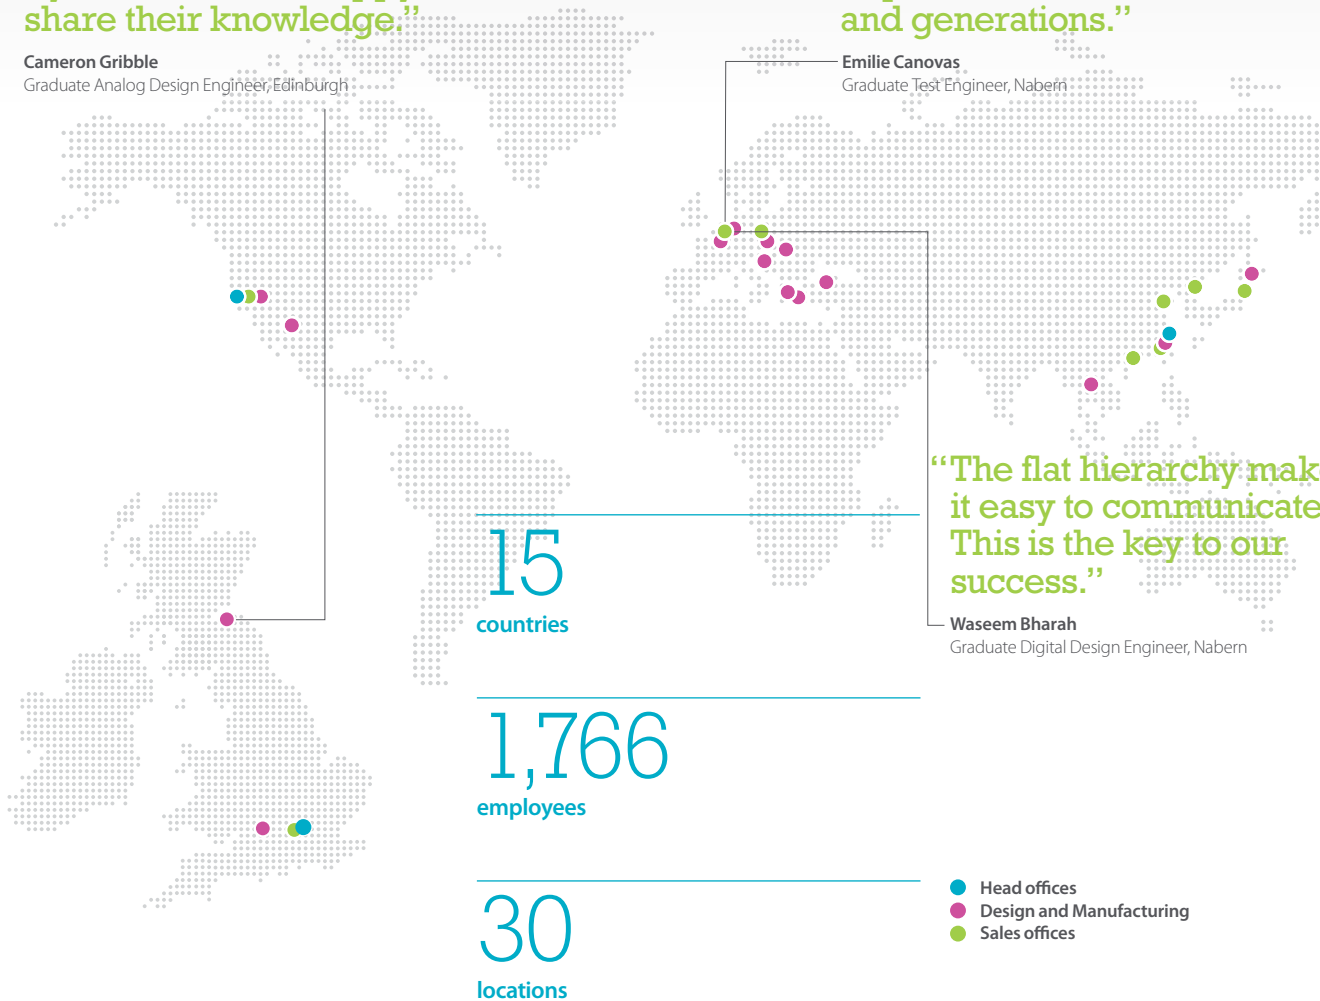 share their knowledge.”
Cameron Gribble
Graduate Analog Design Engineer, Edinburgh
and generations.”
Emilie Canovas
Graduate Test Engineer, Nabern
“The flat hierarchy
it easy to communicate
This is the key to our
success.”
Waseem Bharah
Graduate Digital Design Engineer, Nabern
15
countries
1,766
employees
30
locations
Head offices
Design and Manufacturing
Sales offices